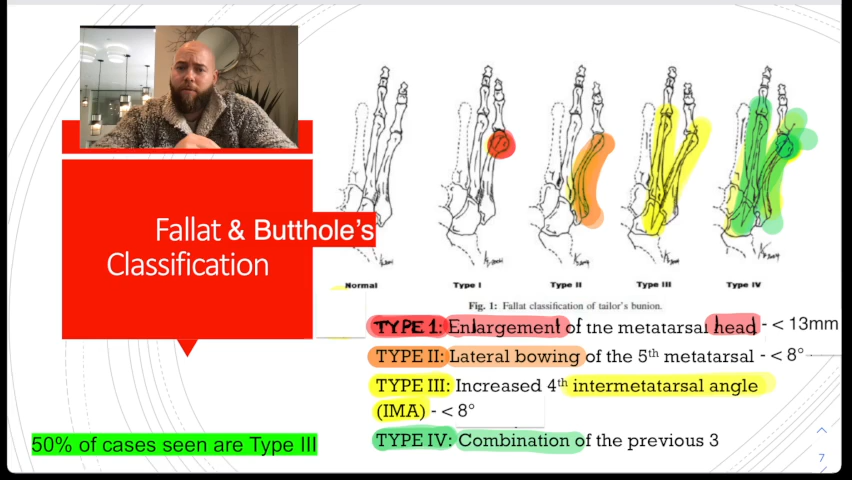 Fallat & Butthole's
Classification
Normal
Type I
Type II
Type III
Type IV
Fig. 1: Fallat classification of tailor's bunion.
TYPE 1: Enlargement of the metatarsal head - < 13mm
TYPE II: Lateral bowing of the 5th metatarsal - < 8°
TYPE III: Increased 4th intermetatarsal angle
(IMA) - < 8°
TYPE IV: Combination of the previous 3
50% of cases seen are Type III
7